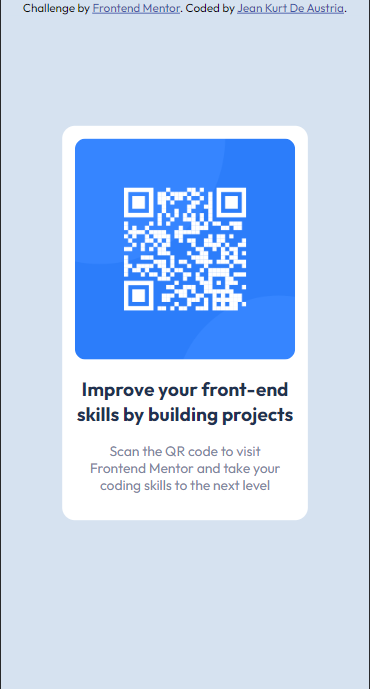 Challenge by Frontend Mentor. Coded by Jean Kurt De Austria.
Improve your front-end
skills by building projects
Scan the QR code to visit
Frontend Mentor and take your
coding skills to the next level